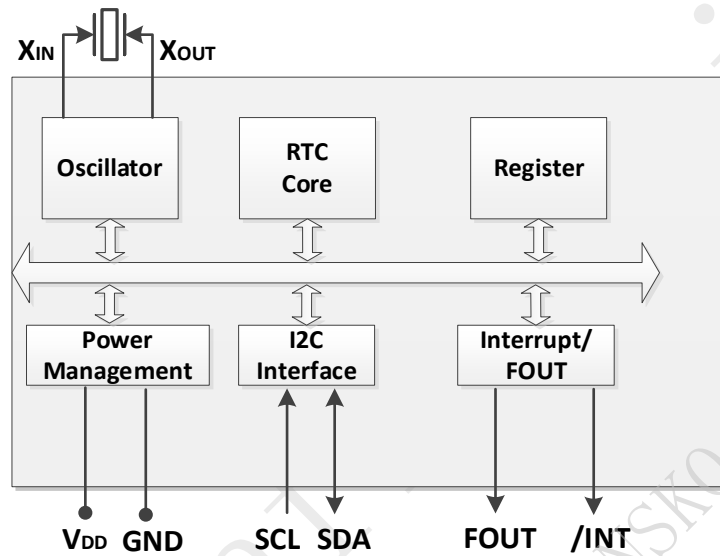 XIN XOUT
Oscillator
RTC
Core
Register
Power
Management
I2C
Interface
Interrupt/
FOUT
VDD GND SCL SDA FOUT /INT